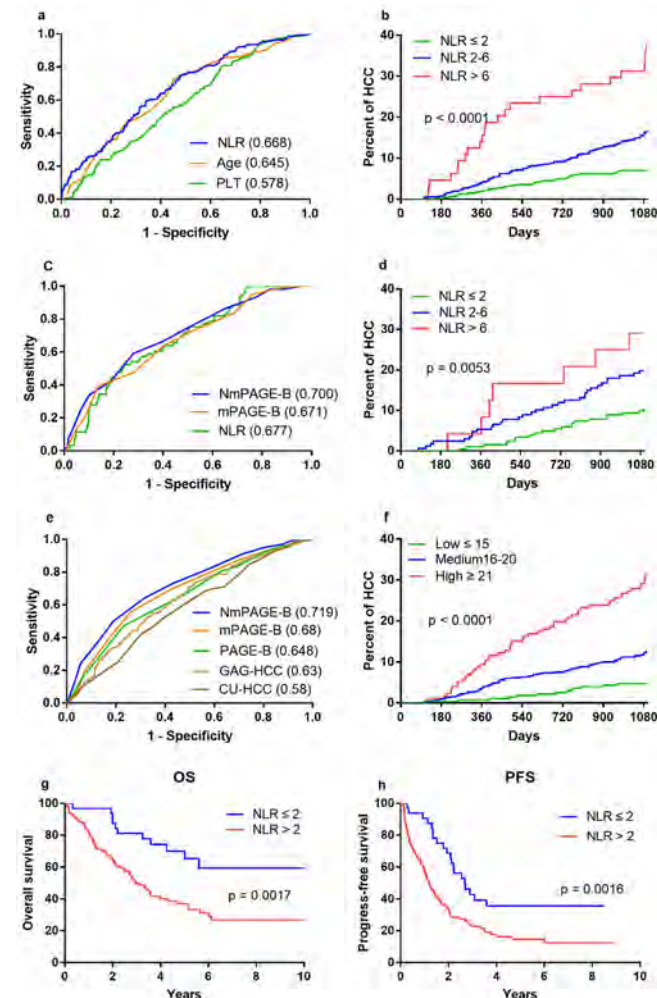 a
Sensitivity
1.0
0.8
0.6
0.4
0.2
0.0
NLR (0.668)
Age (0.645)
PLT (0.578)
0.0 0.2 0.4 0.6 0.8 1.0
1 - Specificity
b
Percent of HCC
40
30
20
10
0
NLR ≤ 2
NLR 2-6
NLR > 6
p < 0.0001
0 180 360 540 720 900 1080
Days
c
Sensitivity
1.0
0.8
0.6
0.4
0.2
0.0
NmPAGE-B (0.700)
mPAGE-B (0.671)
NLR (0.677)
0.0 0.2 0.4 0.6 0.8 1.0
1 - Specificity
d
Percent of HCC
40
30
20
10
0
NLR ≤ 2
NLR 2-6
NLR > 6
p = 0.0053
0 180 360 540 720 900 1080
Days
e
Sensitivity
1.0
0.8
0.6
0.4
0.2
0.0
NmPAGE-B (0.719)
mPAGE-B (0.68)
PAGE-B (0.648)
GAG-HCC (0.63)
CU-HCC (0.58)
0.0 0.2 0.4 0.6 0.8 1.0
1 - Specificity
f
Percent of HCC
40
30
20
10
0
Low ≤ 15
Medium16-20
High ≥ 21
p < 0.0001
0 180 360 540 720 900 1080
Days
g
OS
Overall survival
100
80
60
40
20
0
NLR ≤ 2
NLR > 2
p = 0.0017
0 2 4 6 8 10
Years
h
PFS
Progress-free survival
100
80
60
40
20
0
NLR ≤ 2
NLR > 2
p = 0.0016
0 2 4 6 8 10
Years